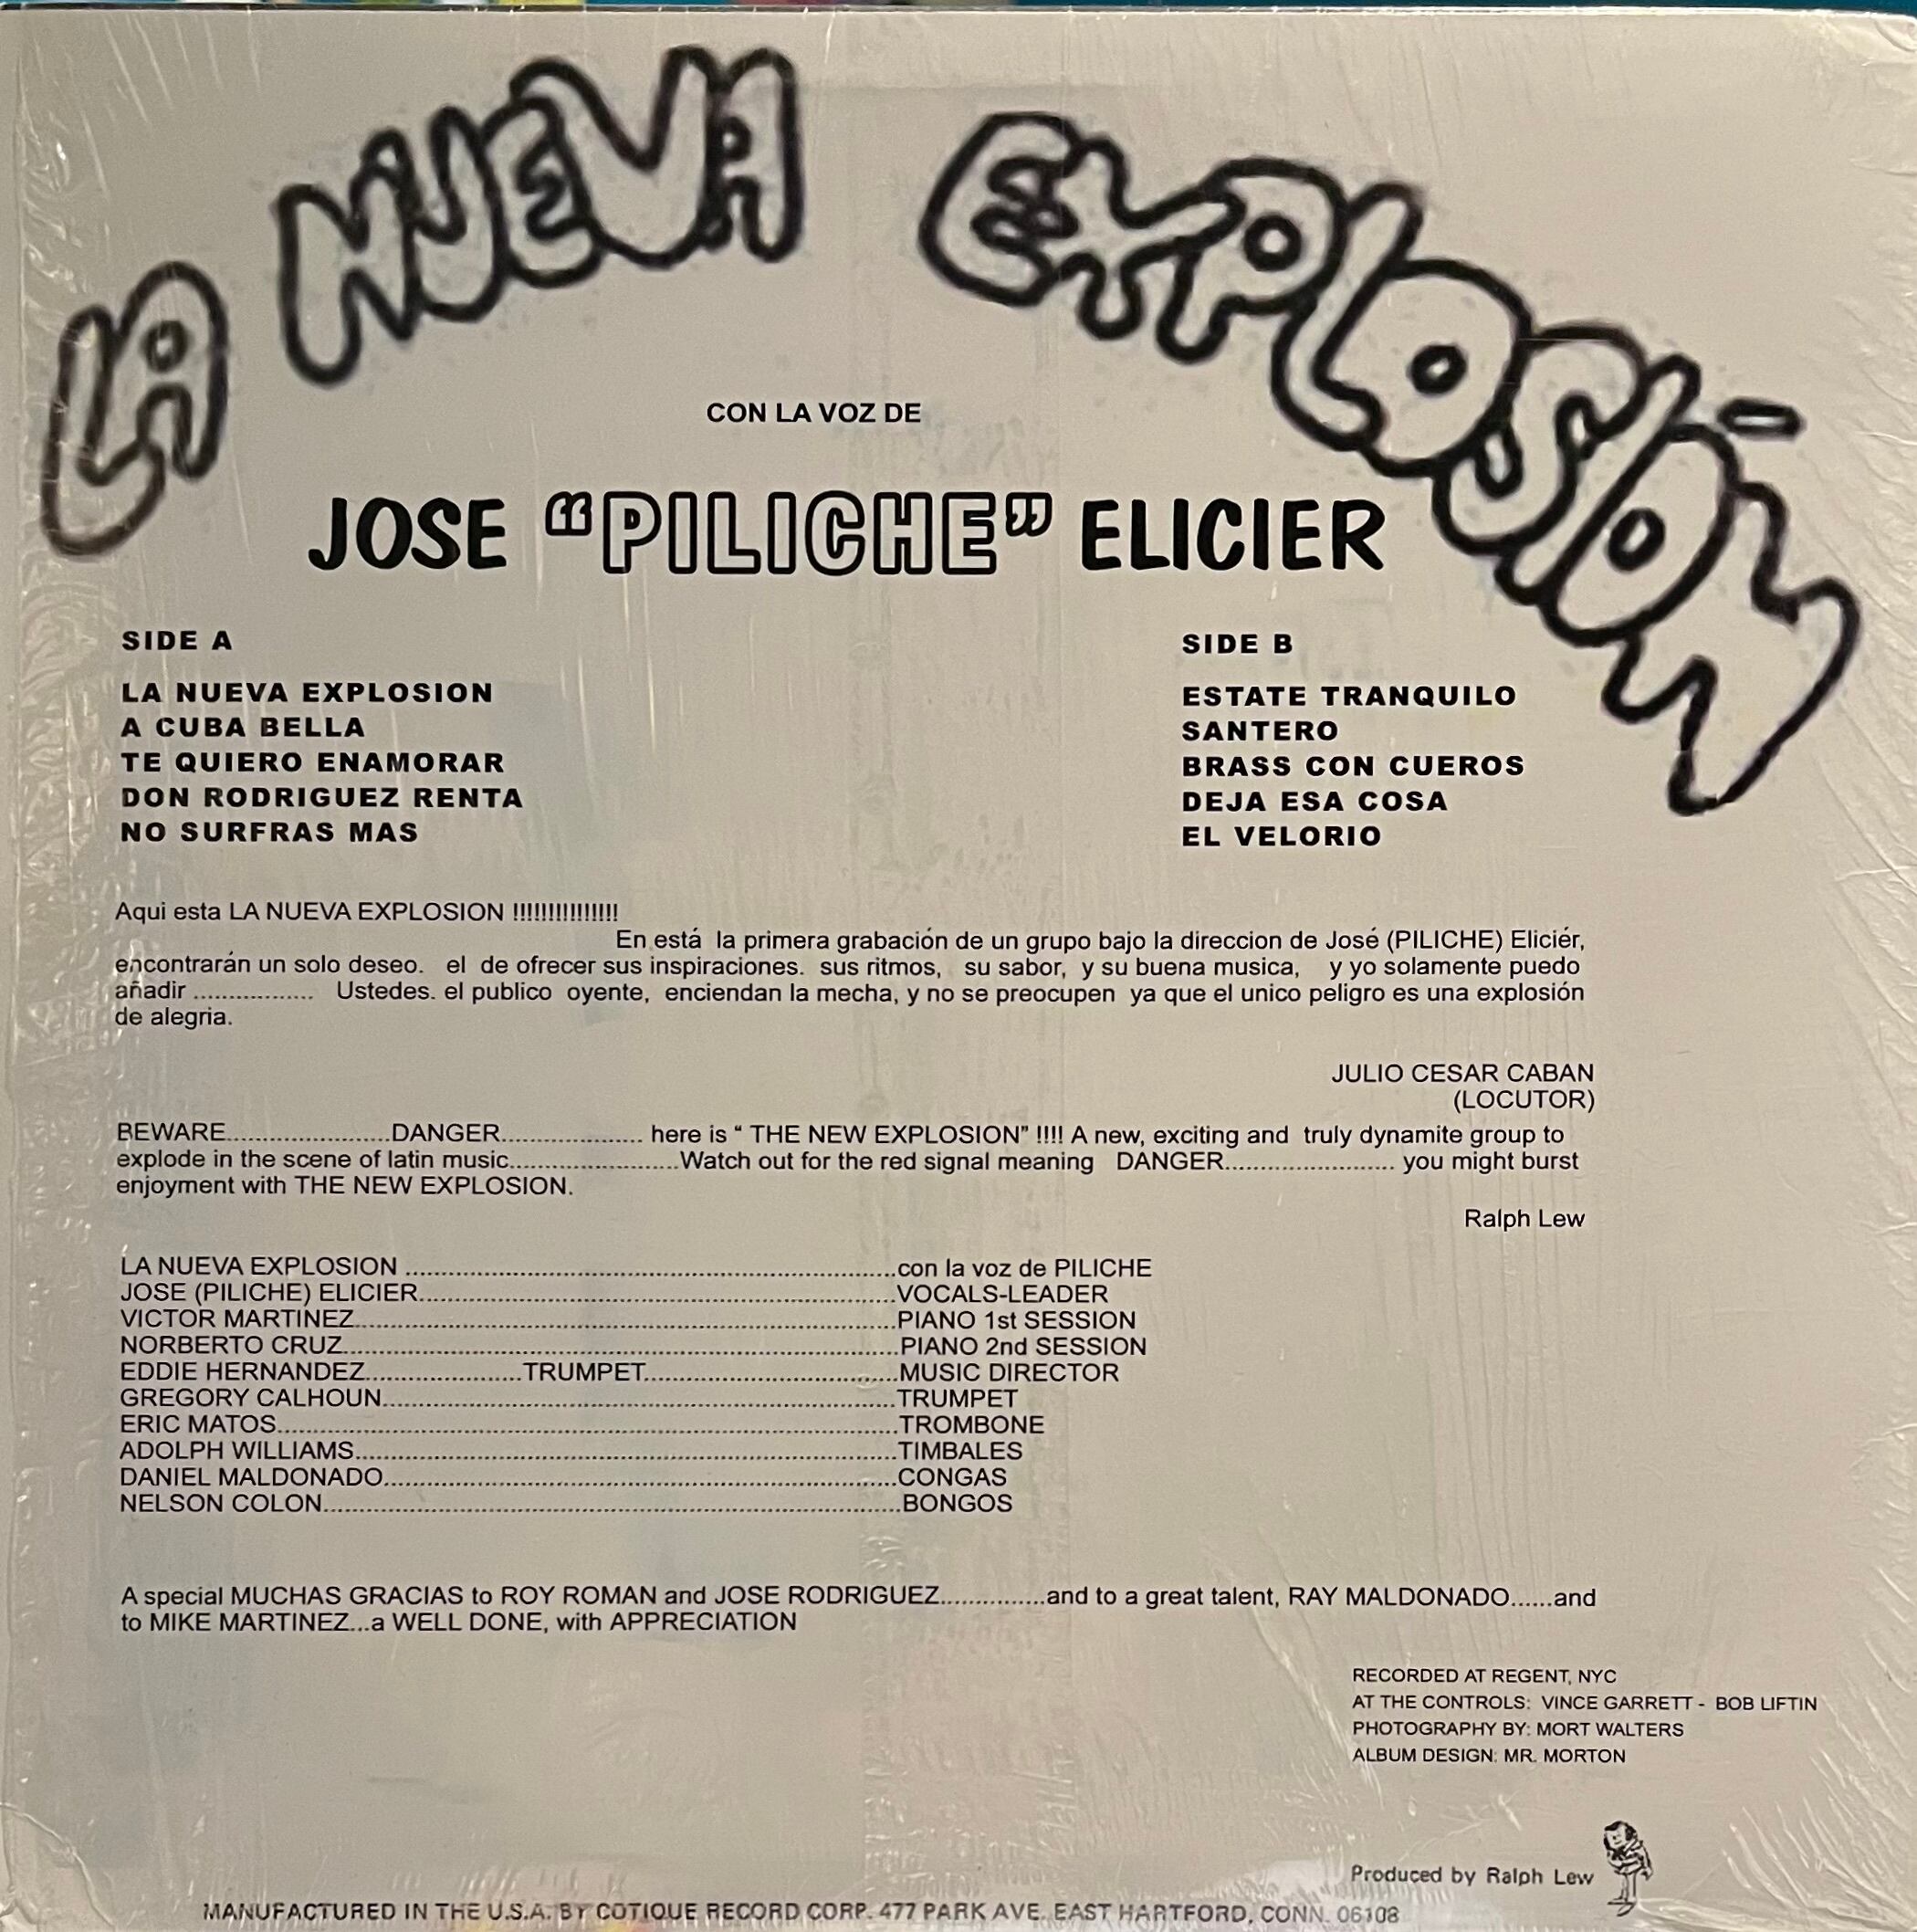 LA NUEVA EXPLOSIÓN
CON LA VOZ DE
JOSE “PILICHE” ELICIER
SIDE A
LA NUEVA EXPLOSION
A CUBA BELLA
TE QUIERO ENAMORAR
DON RODRIGUEZ RENTA
NO SURFRAS MAS
SIDE B
ESTATE TRANQUILO
SANTERO
BRASS CON CUEROS
DEJA ESA COSA
EL VELORIO
Aqui esta LA NUEVA EXPLOSION !!!!!!!!!!!!!!!
En está la primera grabación de un grupo bajo la direccion de José (PILICHE) Eliciér,
encontrarán un solo deseo. el de ofrecer sus inspiraciones. sus ritmos, su sabor, y su buena musica, y yo solamente puedo
añadir ................. Ustedes. el publico oyente, enciendan la mecha, y no se preocupen ya que el unico peligro es una explosión
de alegria.
JULIO CESAR CABAN
(LOCUTOR)
BEWARE.......................DANGER.................... here is “ THE NEW EXPLOSION” !!!! A new, exciting and truly dynamite group to
explode in the scene of latin music........................Watch out for the red signal meaning DANGER........................ you might burst
enjoyment with THE NEW EXPLOSION.
Ralph Lew
LA NUEVA EXPLOSION ......................................................................con la voz de PILICHE
JOSE (PILICHE) ELICIER....................................................................VOCALS-LEADER
VICTOR MARTINEZ.............................................................................PIANO 1st SESSION
NORBERTO CRUZ...............................................................................PIANO 2nd SESSION
EDDIE HERNANDEZ......................TRUMPET....................................MUSIC DIRECTOR
GREGORY CALHOUN.........................................................................TRUMPET
ERIC MATOS........................................................................................TROMBONE
ADOLPH WILLIAMS.............................................................................TIMBALES
DANIEL MALDONADO.........................................................................CONGAS
NELSON COLON..................................................................................BONGOS
A special MUCHAS GRACIAS to ROY ROMAN and JOSE RODRIGUEZ...............and to a great talent, RAY MALDONADO......and
to MIKE MARTINEZ...a WELL DONE, with APPRECIATION
RECORDED AT REGENT, NYC
AT THE CONTROLS: VINCE GARRETT - BOB LIFTIN
PHOTOGRAPHY BY: MORT WALTERS
ALBUM DESIGN: MR. MORTON
Produced by Ralph Lew
MANUFACTURED IN THE U.S.A. BY COTIQUE RECORD CORP. 477 PARK AVE. EAST HARTFORD, CONN. 06108